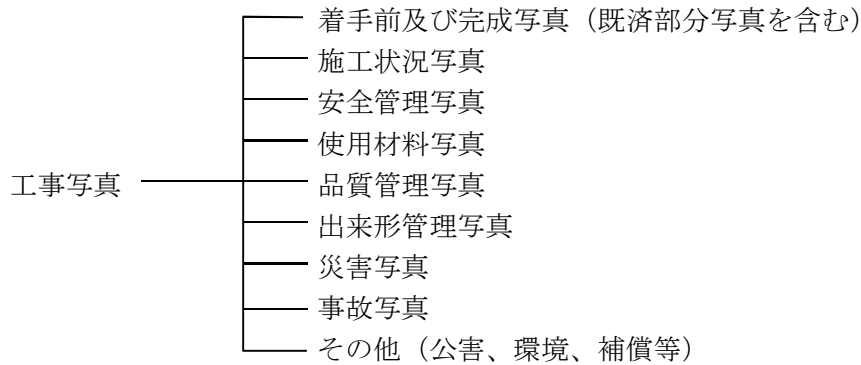 着手前及び完成写真（既済部分写真を含む）
施工状況写真
安全管理写真
使用材料写真
工事写真
品質管理写真
出来形管理写真
災害写真
事故写真
その他（公害、環境、補償等）